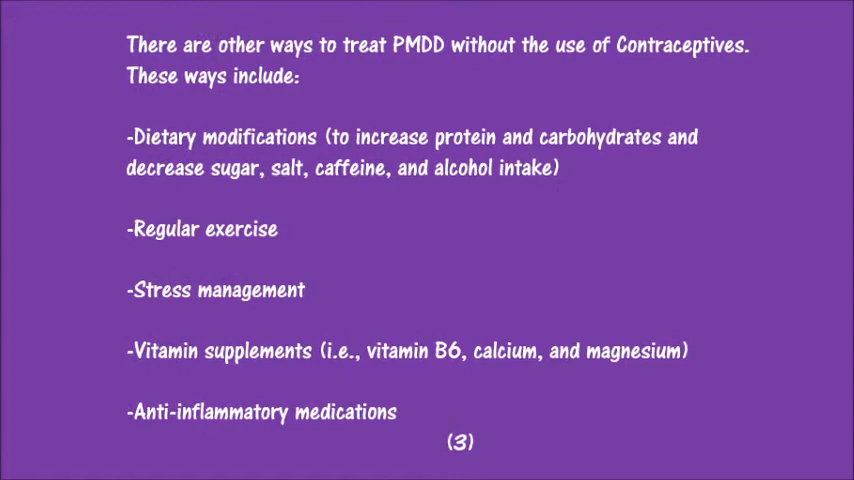 There are other ways to treat PMDD without the use of Contraceptives.
These ways include:
-Dietary modifications (to increase protein and carbohydrates and
decrease sugar, salt, caffeine, and alcohol intake)
-Regular exercise
-Stress management
-Vitamin supplements (i.e., vitamin B6, calcium, and magnesium)
-Anti-inflammatory medications
(3)